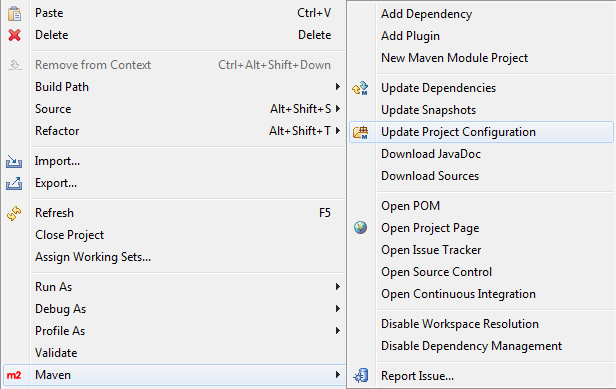 Paste Ctrl+V
Delete Delete
Remove from Context Ctrl+Alt+Shift+Down
Build Path
Source Alt+Shift+S
Refactor Alt+Shift+T
Import...
Export...
Refresh F5
Close Project
Assign Working Sets...
Run As
Debug As
Profile As
Validate
m2 Maven
Add Dependency
Add Plugin
New Maven Module Project
M Update Dependencies
Update Snapshots
M Update Project Configuration
Download JavaDoc
Download Sources
Open POM
Open Project Page
Open Issue Tracker
Open Source Control
Open Continuous Integration
Disable Workspace Resolution
Disable Dependency Management
Report Issue...